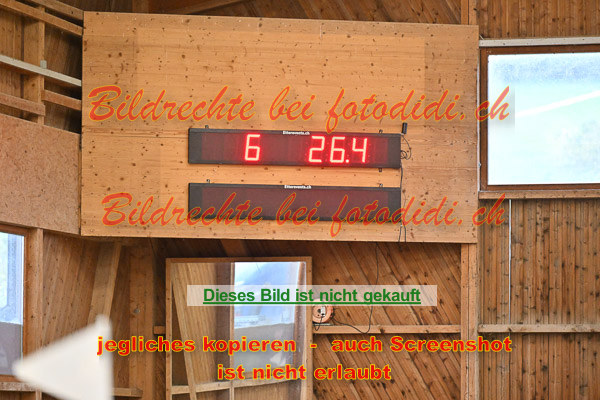 Bildrechte bei fotodidi.ch
6 26.4
Bildrechte bei fotodidi.ch
Dieses Bild ist nicht gekauft
jegliches kopieren - auch Screenshot
ist nicht erlaubt